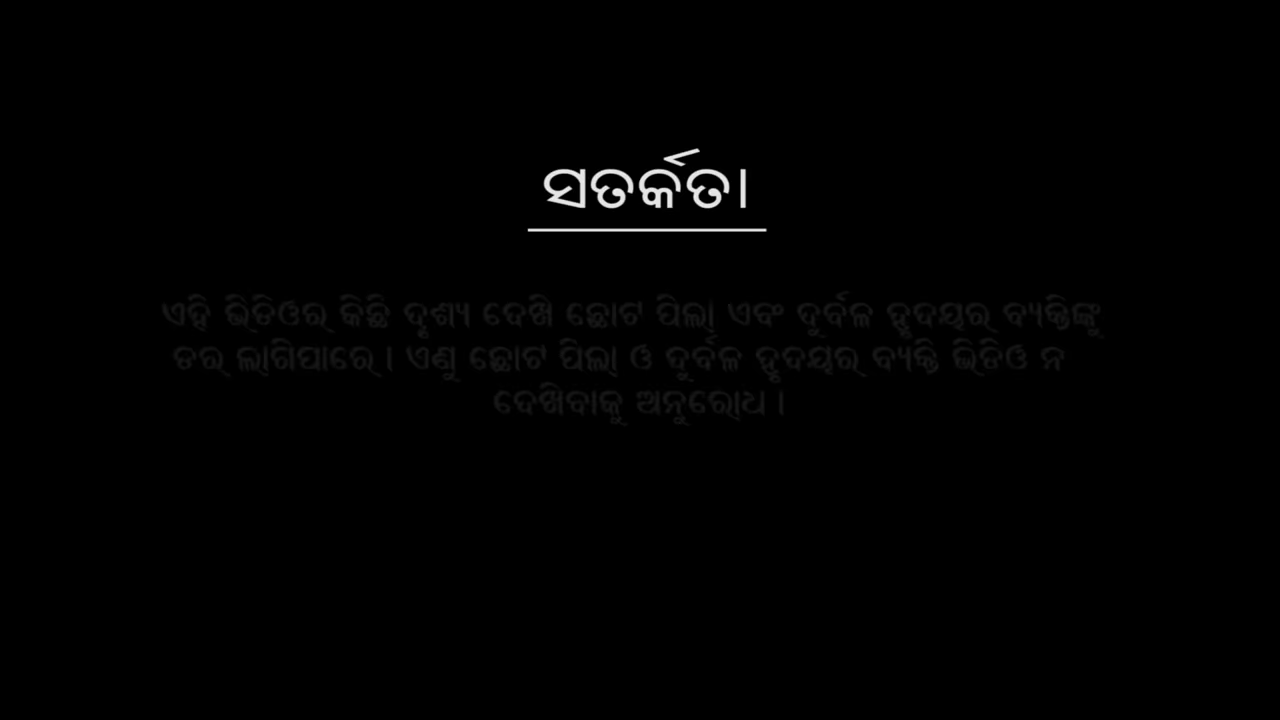 ସତର୍କତା
ଏହି ଭିଡିଓର କିଛି ଦୃଶ୍ୟ ଦେଖି ଛୋଟ ପିଲା ଏବଂ ଦୁର୍ବଳ ହୃଦୟର ବ୍ୟକ୍ତିଙ୍କୁ
ଡର ଲାଗିପାରେ । ଏଣୁ ଛୋଟ ପିଲା ଓ ଦୁର୍ବଳ ହୃଦୟର ବ୍ୟକ୍ତି ଭିଡିଓ ନ
ଦେଖିବାକୁ ଅନୁରୋଧ ।